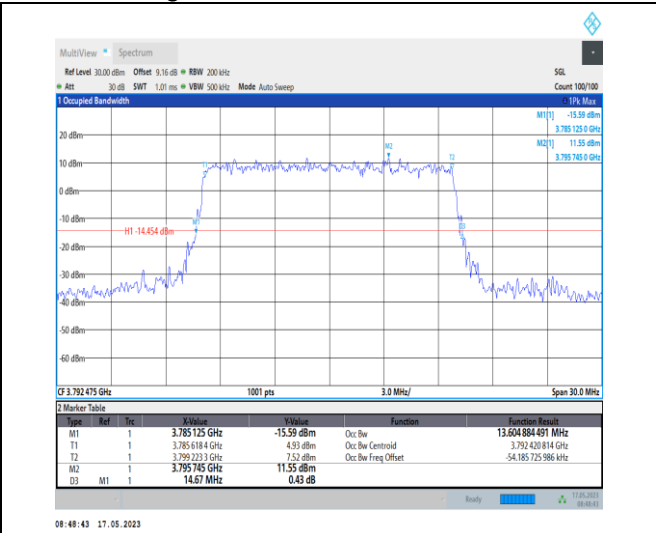 MultiView Spectrum
Ref Level 30.00 dBm Offset 9.16 dB RBW 200 kHz SGL
Att 30 dB SWT 1.01 ms VBW 500 kHz Mode Auto Sweep Count 100/100
1 Occupied Bandwidth 1Pk Max
M1[1] -15.59 dBm
3.785 125 0 GHz
M2[1] 11.55 dBm
3.795 745 0 GHz
20 dBm
M2
T1
T2
10 dBm
0 dBm
-10 dBm
M1
D3
H1 -14.454 dBm
-20 dBm
-30 dBm
-40 dBm
-50 dBm
-60 dBm
CF 3.792 475 GHz 1001 pts 3.0 MHz/ Span 30.0 MHz
2 Marker Table
Type Ref Trc X-Value Y-Value Function Function Result
M1 1 3.785 125 GHz -15.59 dBm Occ Bw 13.604 884 491 MHz
T1 1 3.785 618 4 GHz 4.93 dBm Occ Bw Centroid 3.792 420 814 GHz
T2 1 3.799 223 3 GHz 7.52 dBm Occ Bw Freq Offset -54.185 725 986 kHz
M2 1 3.795 745 GHz 11.55 dBm
D3 M1 1 14.67 MHz 0.43 dB
Ready 17.05.2023
08:48:43
08:48:43 17.05.2023